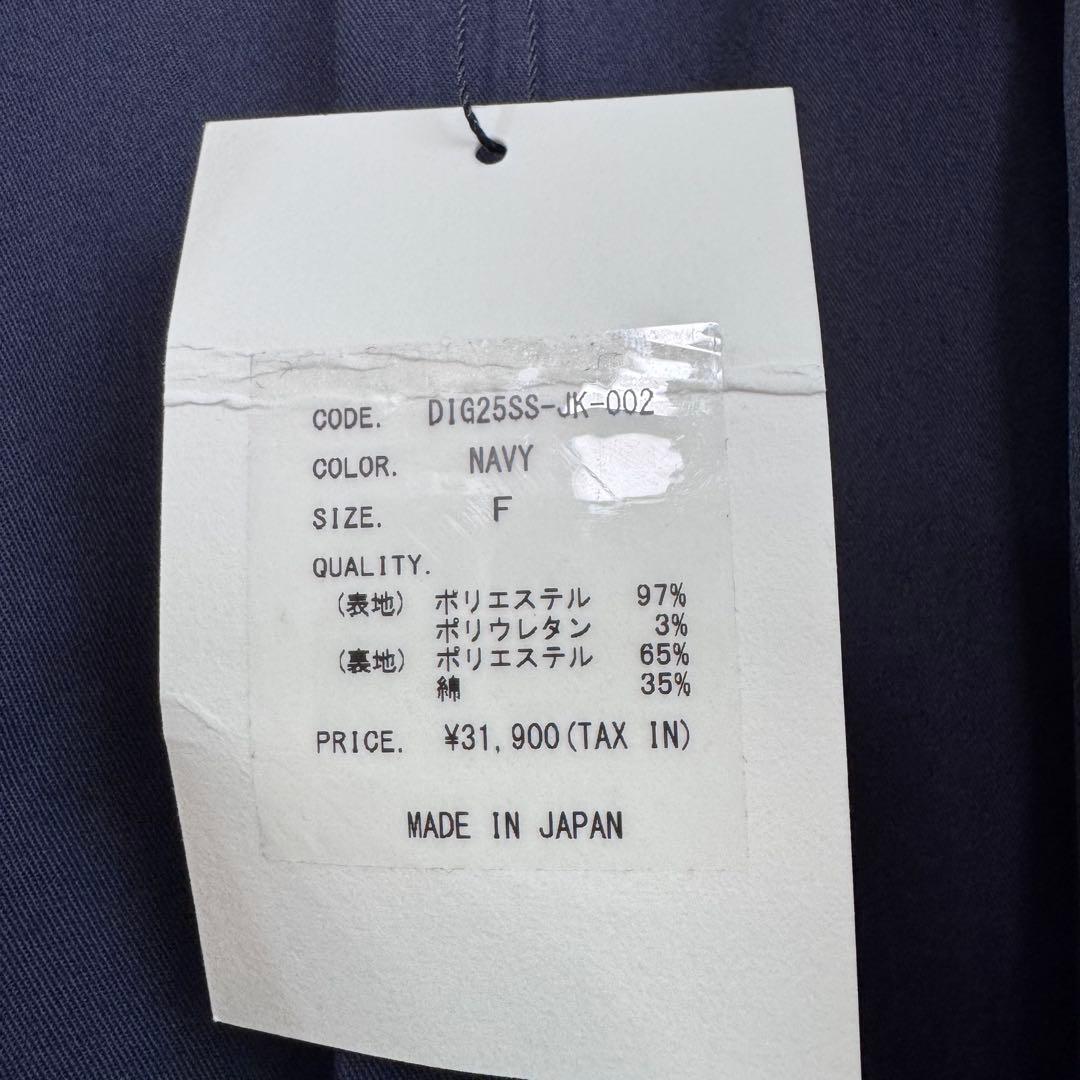 CODE. DIG25SS-JK-002
COLOR. NAVY
SIZE. F
QUALITY.
(表地) ポリエステル 97%
ポリウレタン 3%
(裏地) ポリエステル 65%
綿 35%
PRICE. ¥31,900(TAX IN)
MADE IN JAPAN